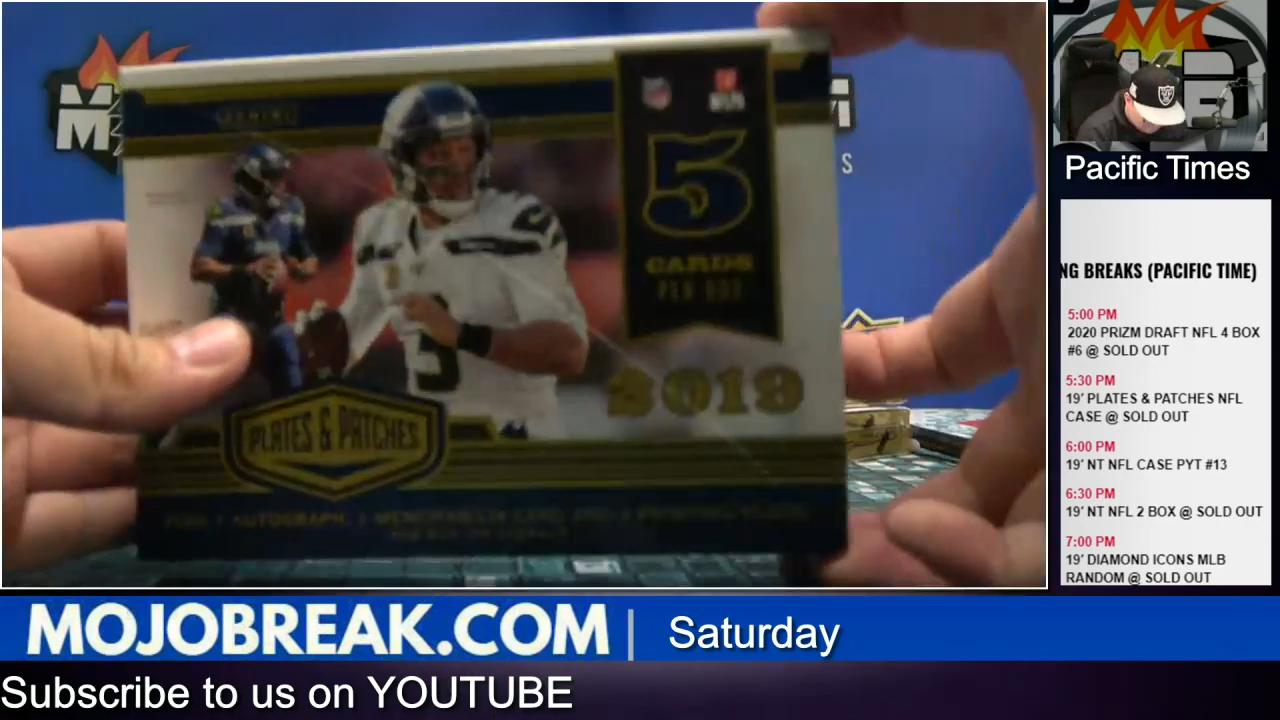 PANINI
NFL
5
CARDS
PER BOX
2019
3
PLATES & PATCHES
S
Pacific Times
NG BREAKS (PACIFIC TIME)
5:00 PM
2020 PRIZM DRAFT NFL 4 BOX
#6 @ SOLD OUT
5:30 PM
19' PLATES & PATCHES NFL
CASE @ SOLD OUT
6:00 PM
19' NT NFL CASE PYT #13
6:30 PM
19' NT NFL 2 BOX @ SOLD OUT
7:00 PM
19' DIAMOND ICONS MLB
RANDOM @ SOLD OUT
MOJOBREAK.COM | Saturday
Subscribe to us on YOUTUBE